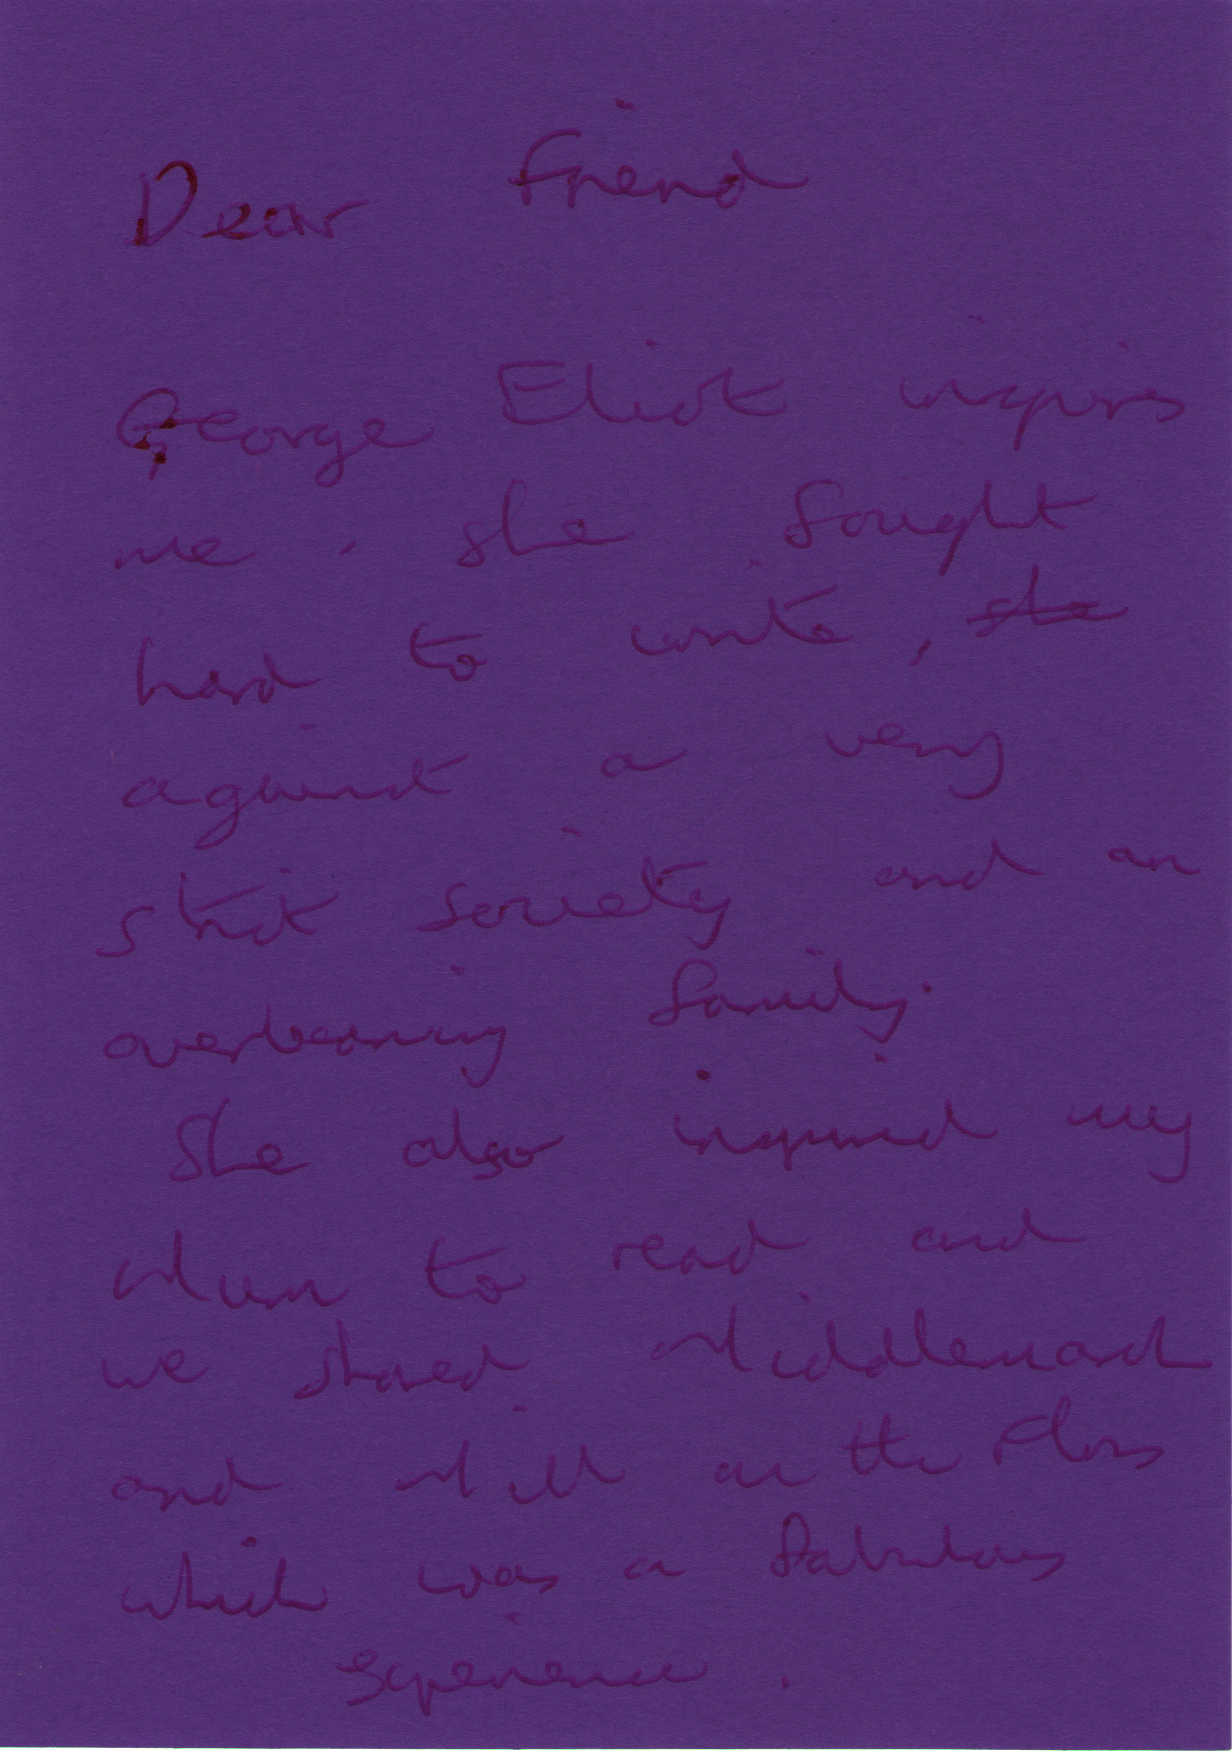 Dear Friend
George Eliot inspires
me. She fought
hard to write, she
against a very
strict society and an
overbearing family.
She also inspired my
Mum to read and
we shared Middlemarch
and Mill on the Floss
which was a fabulous
experience.